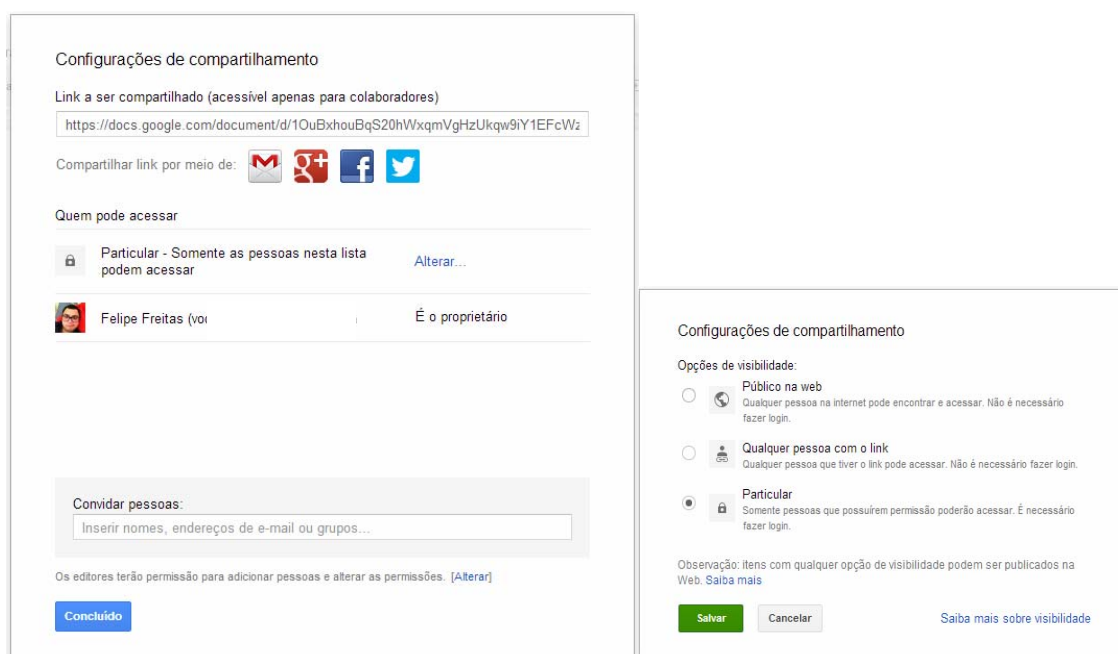 Configurações de compartilhamento
Link a ser compartilhado (acessível apenas para colaboradores)
https://docs.google.com/document/d/1OuBxhouBqS20hWxqmVgHzUkqw9iY1EFcWz
Compartilhar link por meio de:
Quem pode acessar
Particular - Somente as pessoas nesta lista
podem acessar
Alterar...
Felipe Freitas
É o proprietário
Convidar pessoas:
Inserir nomes, endereços de e-mail ou grupos...
Os editores terão permissão para adicionar pessoas e alterar as permissões. [Alterar]
Concluído
Configurações de compartilhamento
Opções de visibilidade:
Público na web
Qualquer pessoa na internet pode encontrar e acessar. Não é necessário
fazer login.
Qualquer pessoa com o link
Qualquer pessoa que tiver o link pode acessar. Não é necessário fazer login.
Particular
Somente pessoas que possuírem permissão poderão acessar. É necessário
fazer login.
Observação: itens com qualquer opção de visibilidade podem ser publicados na
Web. Saiba mais
Salvar
Cancelar
Saiba mais sobre visibilidade